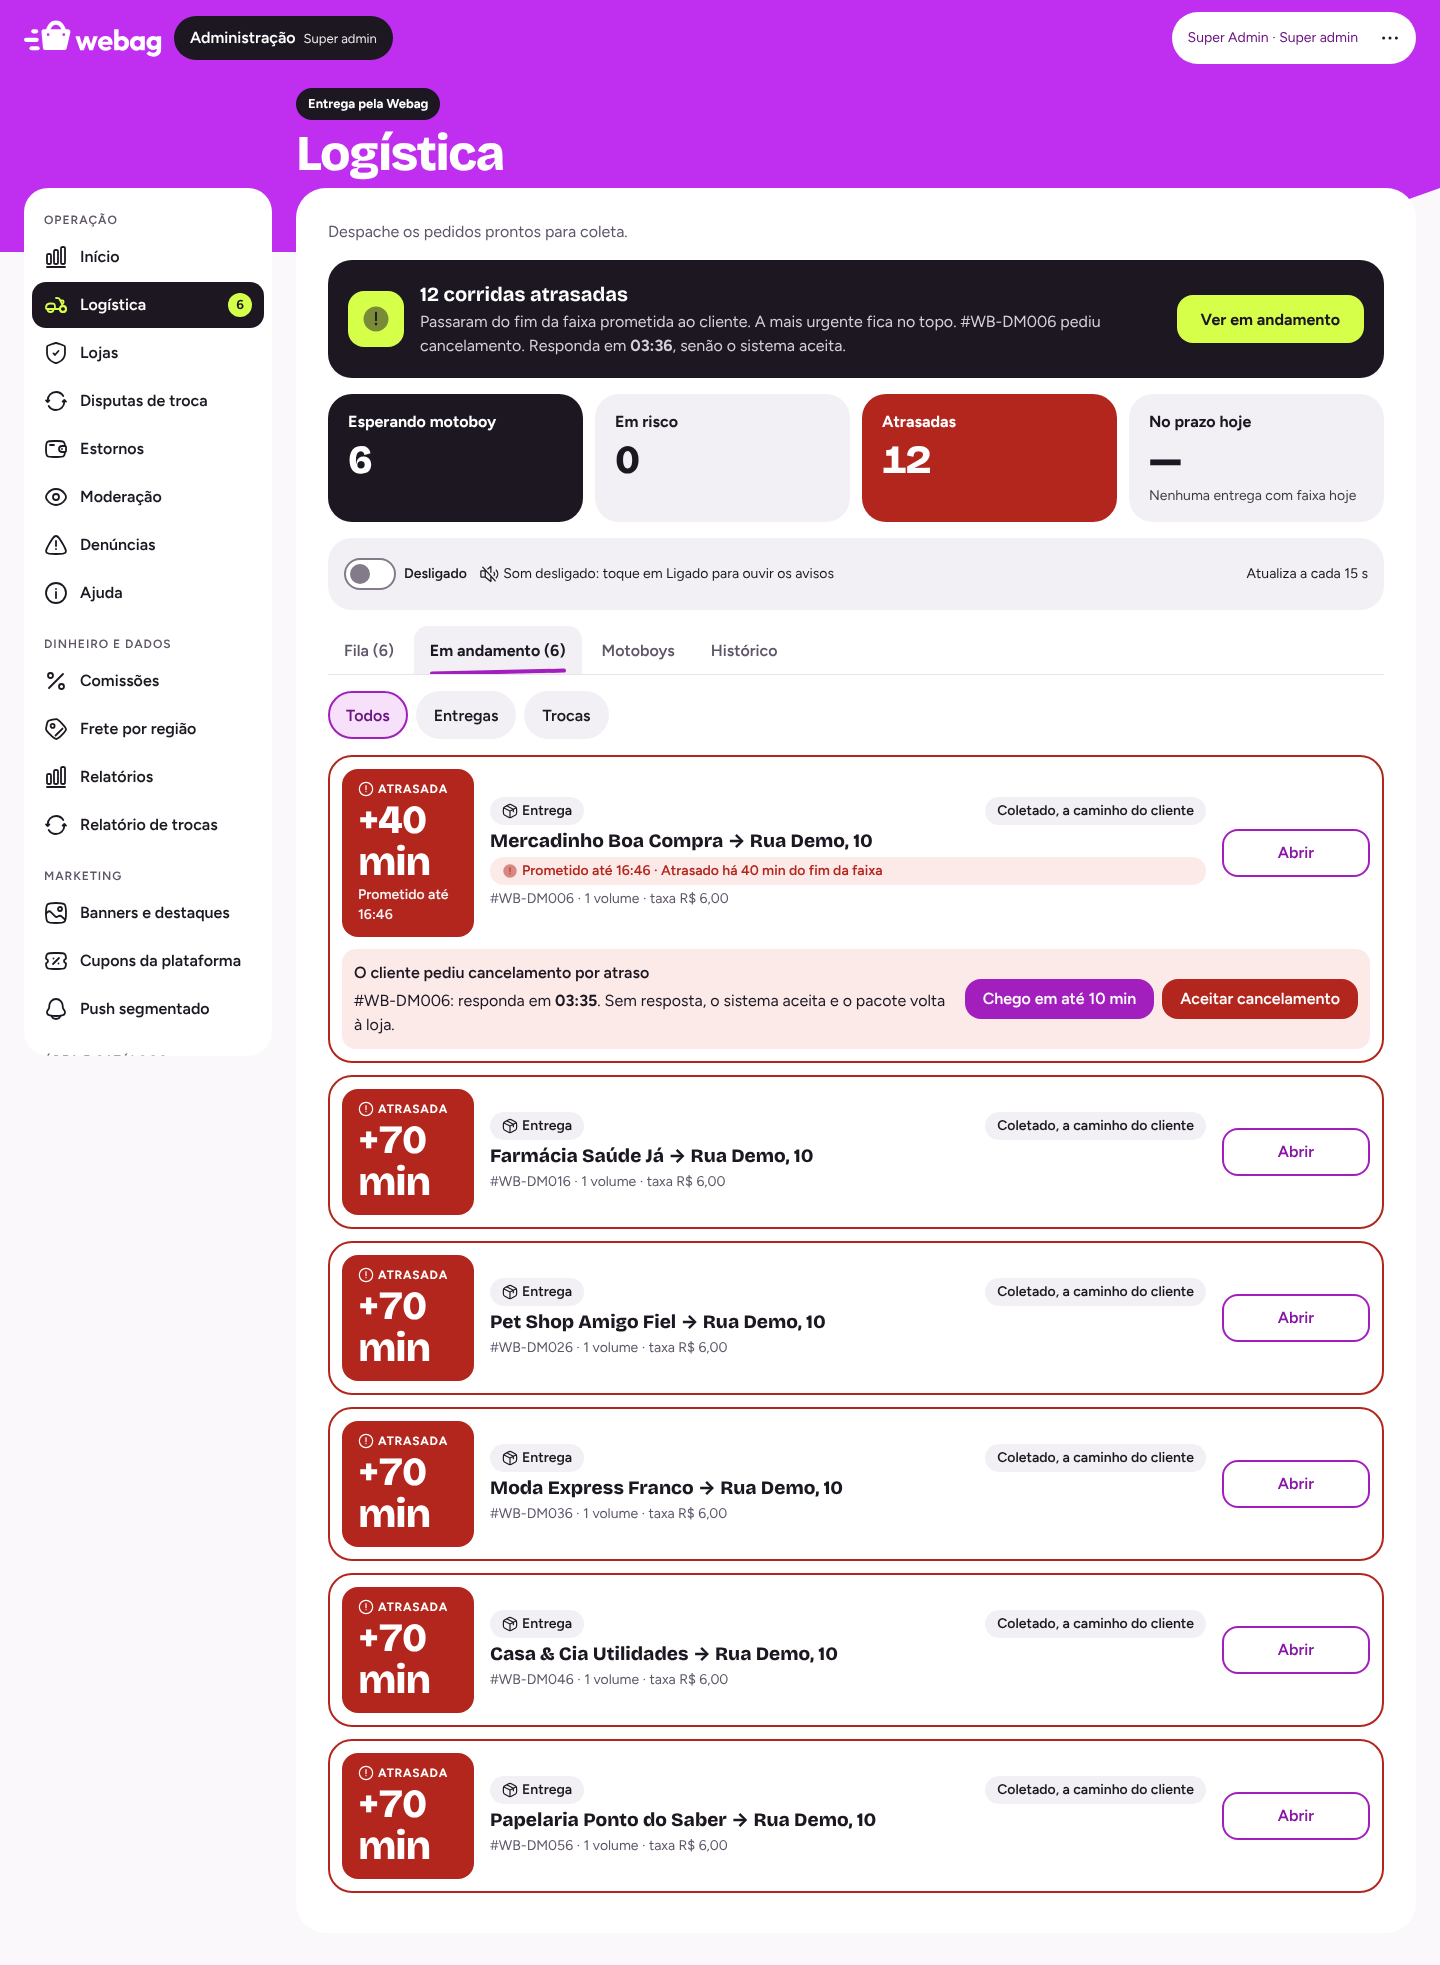 webag
Administração Super admin
Super Admin · Super admin
Entrega pela Webag
Logística
OPERAÇÃO
Início
Logística 6
Lojas
Disputas de troca
Estornos
Moderação
Denúncias
Ajuda
DINHEIRO E DADOS
Comissões
Frete por região
Relatórios
Relatório de trocas
MARKETING
Banners e destaques
Cupons da plataforma
Push segmentado
Despache os pedidos prontos para coleta.
12 corridas atrasadas
Passaram do fim da faixa prometida ao cliente. A mais urgente fica no topo. #WB-DM006 pediu
cancelamento. Responda em 03:36, senão o sistema aceita.
Ver em andamento
Esperando motoboy
6
Em risco
0
Atrasadas
12
No prazo hoje
—
Nenhuma entrega com faixa hoje
Desligado
Som desligado: toque em Ligado para ouvir os avisos
Atualiza a cada 15 s
Fila (6)
Em andamento (6)
Motoboys
Histórico
Todos
Entregas
Trocas
ATRASADA
+40
min
Prometido até
16:46
Entrega
Coletado, a caminho do cliente
Mercadinho Boa Compra → Rua Demo, 10
Prometido até 16:46 · Atrasado há 40 min do fim da faixa
#WB-DM006 · 1 volume · taxa R$ 6,00
Abrir
O cliente pediu cancelamento por atraso
#WB-DM006: responda em 03:35. Sem resposta, o sistema aceita e o pacote volta
à loja.
Chego em até 10 min
Aceitar cancelamento
ATRASADA
+70
min
Entrega
Coletado, a caminho do cliente
Farmácia Saúde Já → Rua Demo, 10
#WB-DM016 · 1 volume · taxa R$ 6,00
Abrir
ATRASADA
+70
min
Entrega
Coletado, a caminho do cliente
Pet Shop Amigo Fiel → Rua Demo, 10
#WB-DM026 · 1 volume · taxa R$ 6,00
Abrir
ATRASADA
+70
min
Entrega
Coletado, a caminho do cliente
Moda Express Franco → Rua Demo, 10
#WB-DM036 · 1 volume · taxa R$ 6,00
Abrir
ATRASADA
+70
min
Entrega
Coletado, a caminho do cliente
Casa & Cia Utilidades → Rua Demo, 10
#WB-DM046 · 1 volume · taxa R$ 6,00
Abrir
ATRASADA
+70
min
Entrega
Coletado, a caminho do cliente
Papelaria Ponto do Saber → Rua Demo, 10
#WB-DM056 · 1 volume · taxa R$ 6,00
Abrir